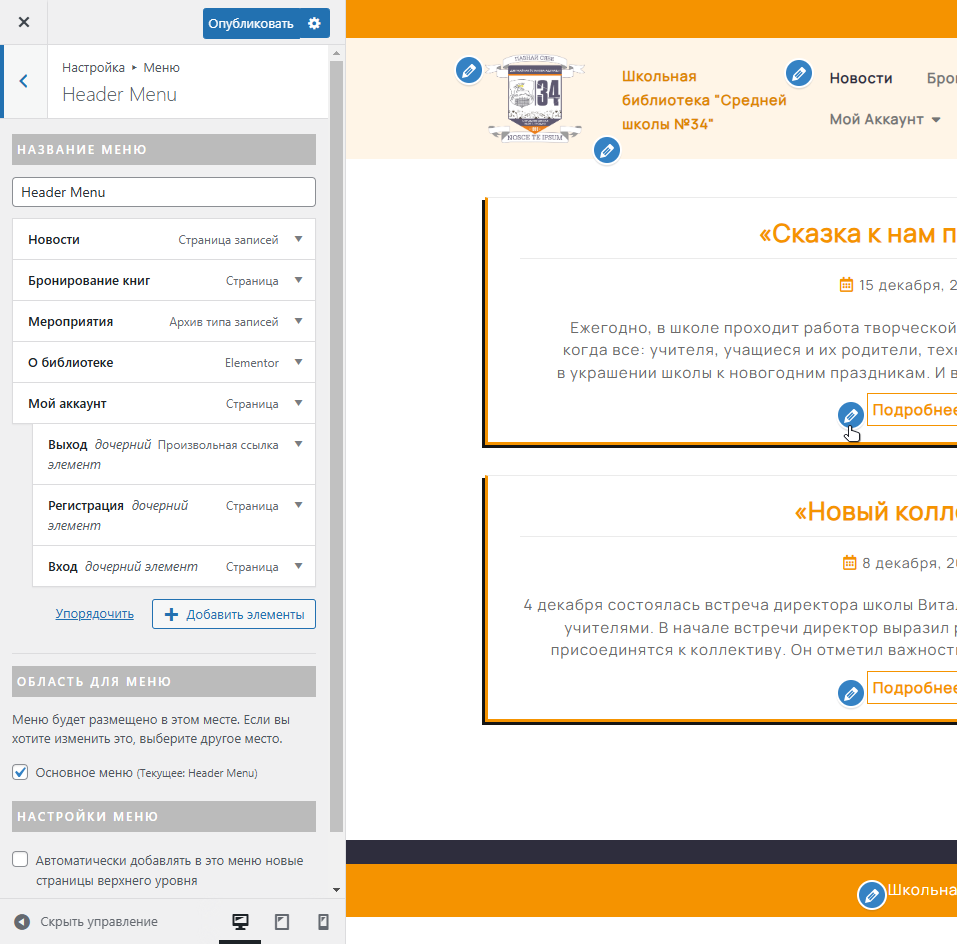 Опубликовать
Настройка ▸ Меню
Header Menu
НАЗВАНИЕ МЕНЮ
Header Menu
Новости Страница записей
Бронирование книг Страница
Мероприятия Архив типа записей
О библиотеке Elementor
Мой аккаунт Страница
Выход дочерний элемент Произвольная ссылка
Регистрация дочерний элемент Страница
Вход дочерний элемент Страница
Упорядочить
Добавить элементы
ОБЛАСТЬ ДЛЯ МЕНЮ
Меню будет размещено в этом месте. Если вы
хотите изменить это, выберите другое место.
Основное меню (Текущее: Header Menu)
НАСТРОЙКИ МЕНЮ
Автоматически добавлять в это меню новые
страницы верхнего уровня
Скрыть управление
34
NOSCE TE IPSUM
Школьная
библиотека "Средней
школы №34"
Новости Брон
Мой Аккаунт
«Сказка к нам п
15 декабря, 2
Ежегодно, в школе проходит работа творческой
когда все: учителя, учащиеся и их родители, техн
в украшении школы к новогодним праздникам. И в
Подробнее
«Новый колле
8 декабря, 20
4 декабря состоялась встреча директора школы Витал
учителями. В начале встречи директор выразил р
присоединятся к коллективу. Он отметил важность
Подробнее
Школьна